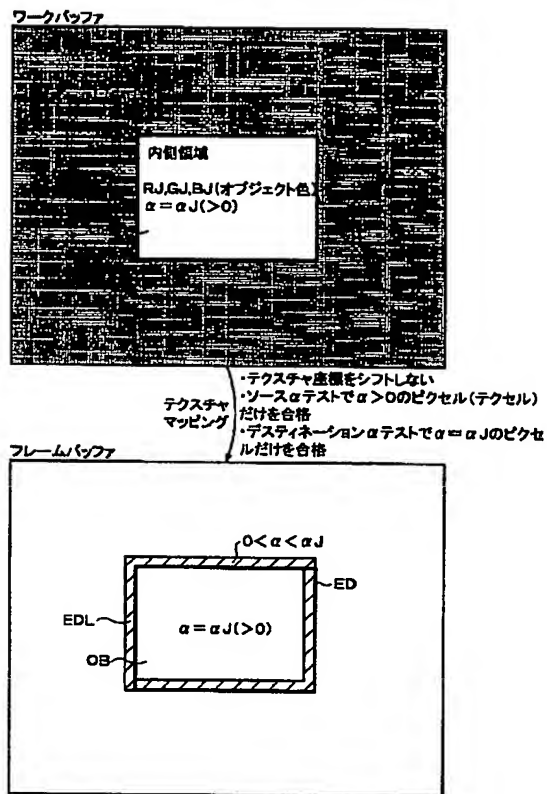 ワークバッファ
内側領域
RJ,GJ,BJ(オブジェクト色)
α=αJ(>0)
テクスチャ
マッピング
・テクスチャ座標をシフトしない
・ソースαテストでα>0のピクセル(テクセル)
だけを合格
・デスティネーションαテストでα=αJのピクセ
ルだけを合格
フレームバッファ
0<α<αJ
ED
EDL
α=αJ(>0)
OB